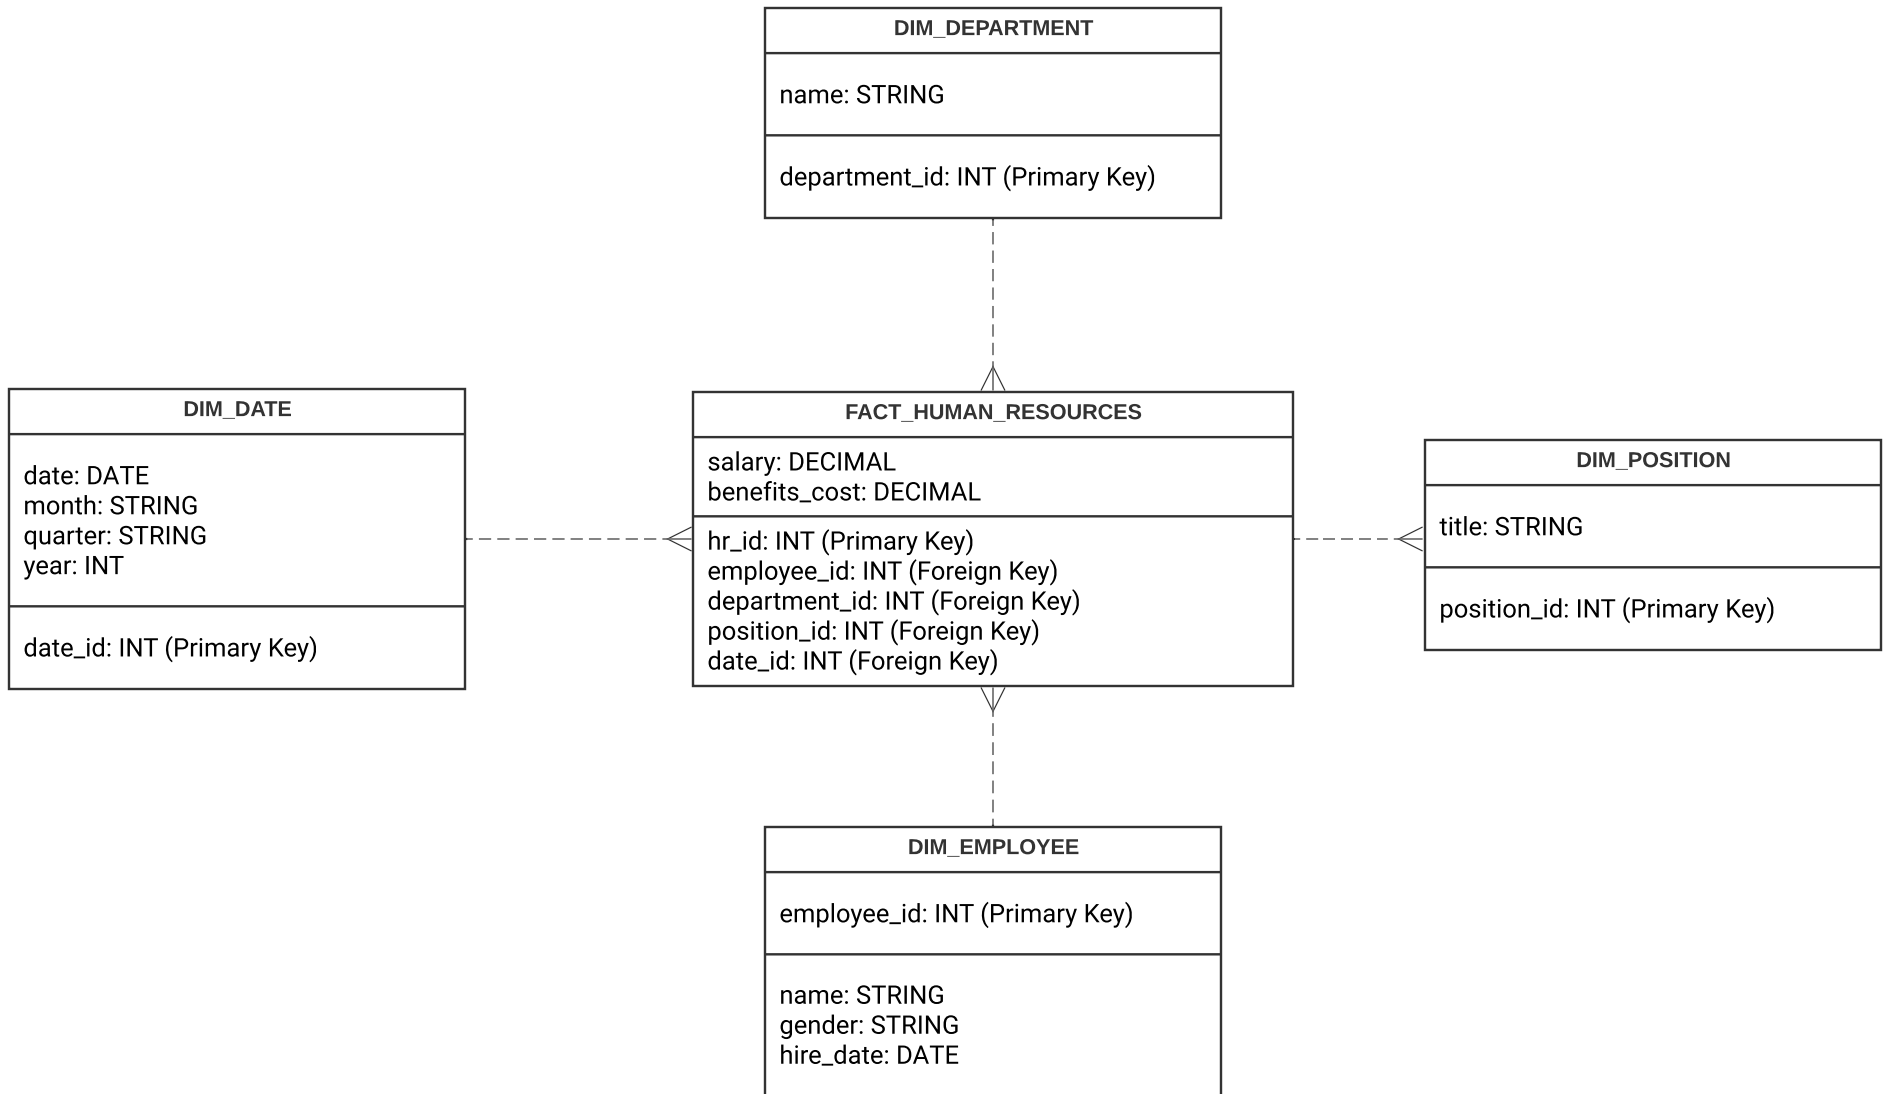 DIM_DEPARTMENT
name: STRING
department_id: INT (Primary Key)
DIM_DATE
date: DATE
month: STRING
quarter: STRING
year: INT
date_id: INT (Primary Key)
FACT_HUMAN_RESOURCES
salary: DECIMAL
benefits_cost: DECIMAL
hr_id: INT (Primary Key)
employee_id: INT (Foreign Key)
department_id: INT (Foreign Key)
position_id: INT (Foreign Key)
date_id: INT (Foreign Key)
DIM_POSITION
title: STRING
position_id: INT (Primary Key)
DIM_EMPLOYEE
employee_id: INT (Primary Key)
name: STRING
gender: STRING
hire_date: DATE